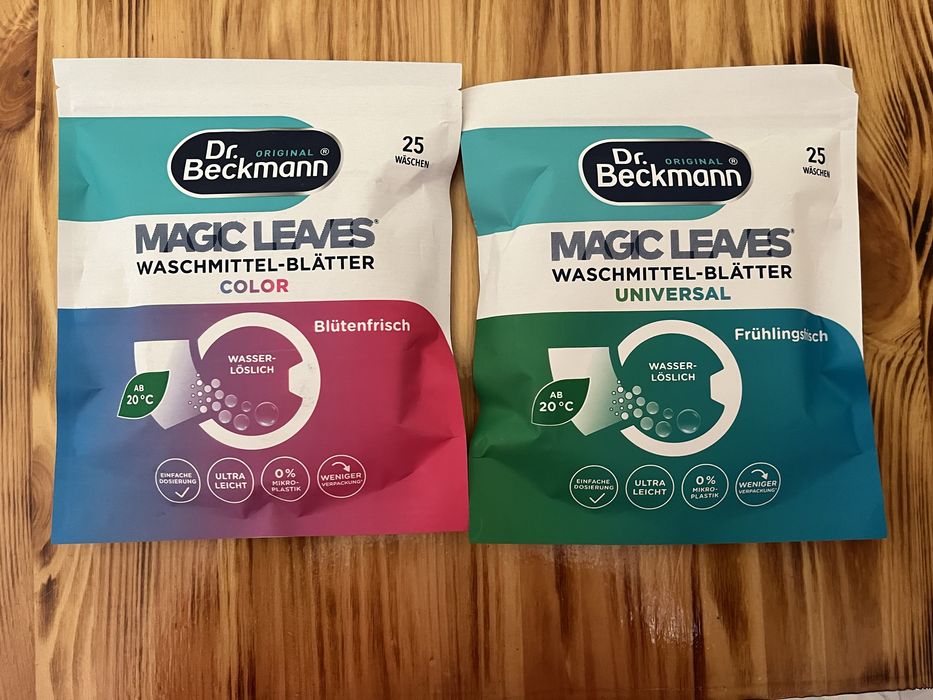 Dr.
ORIGINAL ®
Beckmann
25
WÄSCHEN
MAGIC LEAVES®
WASCHMITTEL-BLÄTTER
COLOR
Blütenfrisch
WASSER-
LÖSLICH
AB
20°C
EINFACHE
DOSIERUNG
ULTRA
LEICHT
0%
MIKRO-
PLASTIK
WENIGER
VERPACKUNG*
Dr.
ORIGINAL ®
Beckmann
25
WÄSCHEN
MAGIC LEAVES®
WASCHMITTEL-BLÄTTER
UNIVERSAL
Frühlingsfrisch
WASSER-
LÖSLICH
AB
20°C
EINFACHE
DOSIERUNG
ULTRA
LEICHT
0%
MIKRO-
PLASTIK
WENIGER
VERPACKUNG*